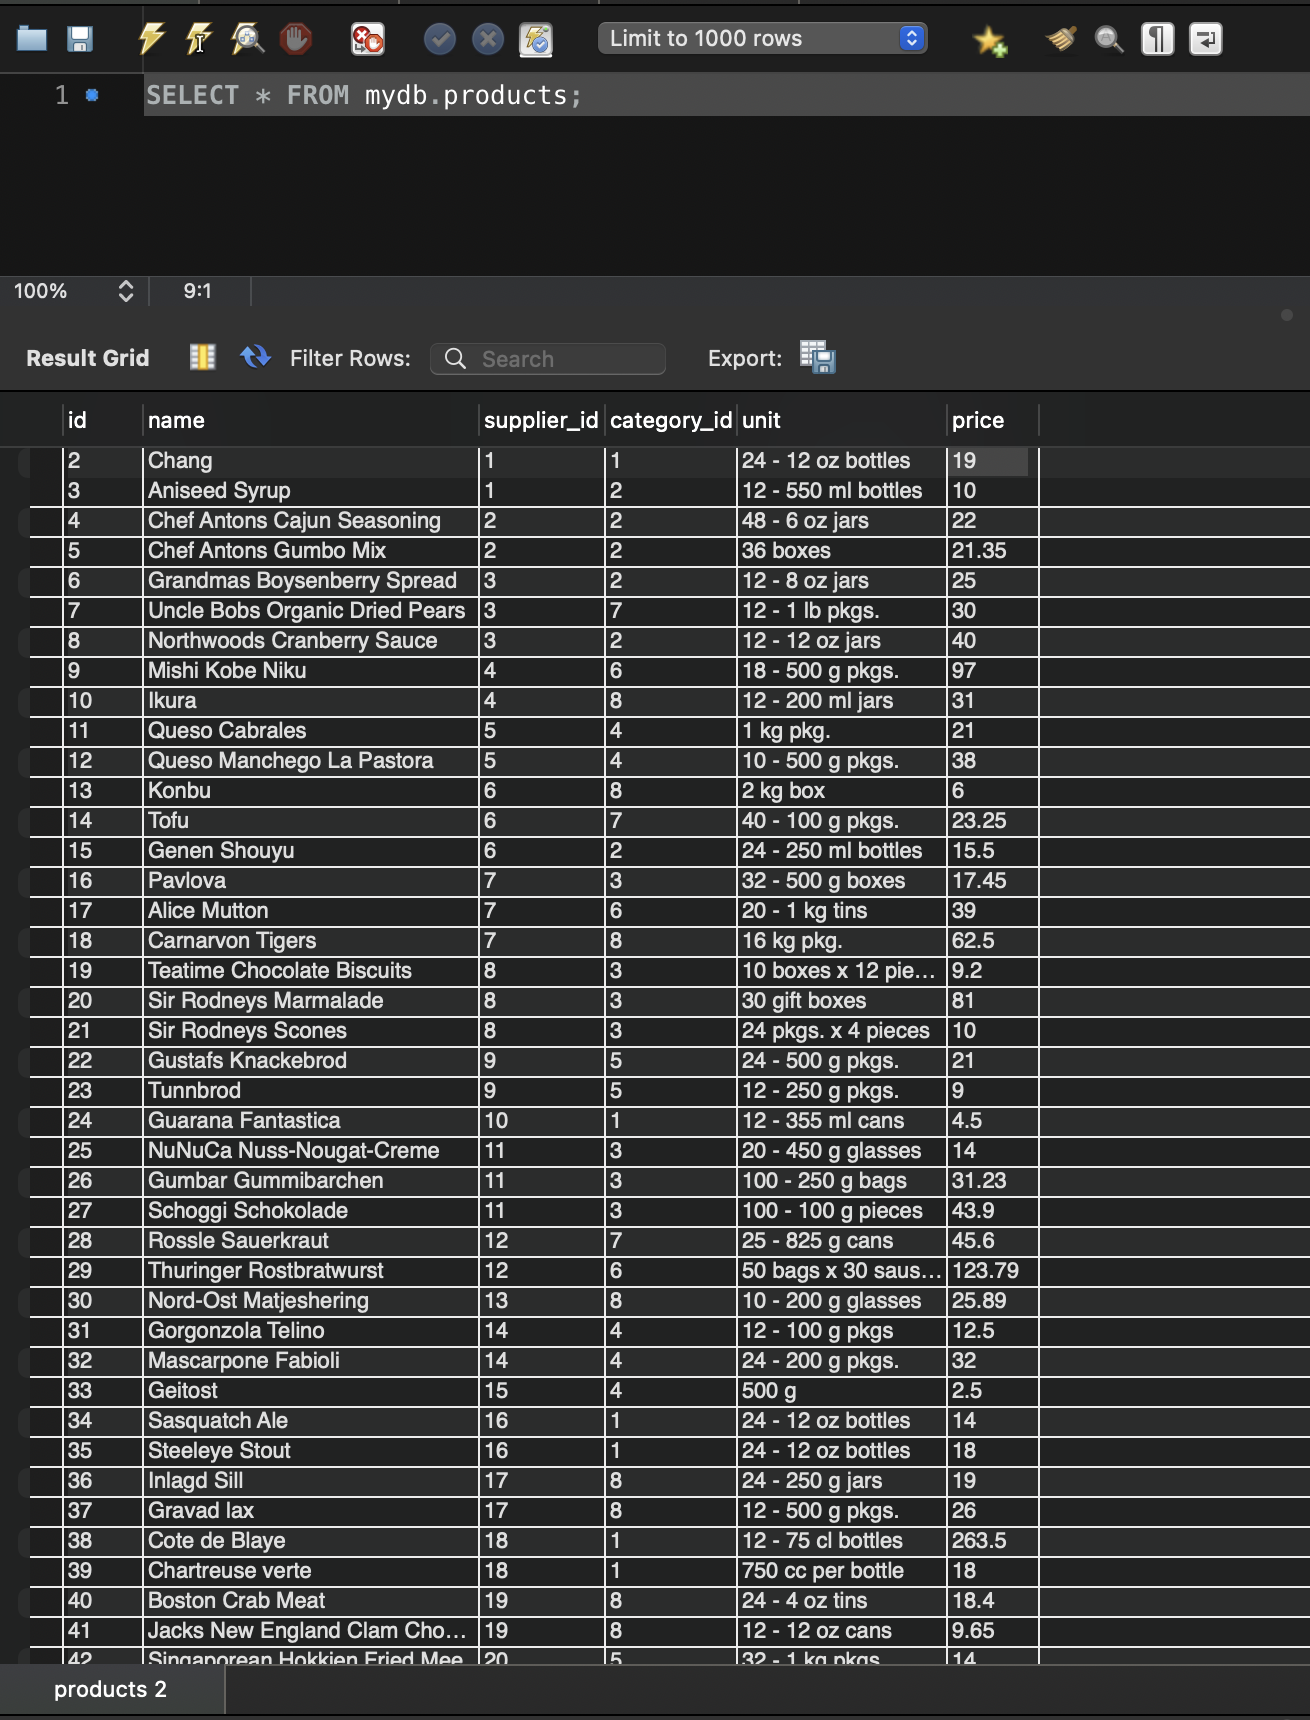 Limit to 1000 rows
1 SELECT * FROM mydb.products;
100% 9:1
Result Grid Filter Rows: Search Export:
id name supplier_id category_id unit price
2 Chang 1 1 24 - 12 oz bottles 19
3 Aniseed Syrup 1 2 12 - 550 ml bottles 10
4 Chef Antons Cajun Seasoning 2 2 48 - 6 oz jars 22
5 Chef Antons Gumbo Mix 2 2 36 boxes 21.35
6 Grandmas Boysenberry Spread 3 2 12 - 8 oz jars 25
7 Uncle Bobs Organic Dried Pears 3 7 12 - 1 lb pkgs. 30
8 Northwoods Cranberry Sauce 3 2 12 - 12 oz jars 40
9 Mishi Kobe Niku 4 6 18 - 500 g pkgs. 97
10 Ikura 4 8 12 - 200 ml jars 31
11 Queso Cabrales 5 4 1 kg pkg. 21
12 Queso Manchego La Pastora 5 4 10 - 500 g pkgs. 38
13 Konbu 6 8 2 kg box 6
14 Tofu 6 7 40 - 100 g pkgs. 23.25
15 Genen Shouyu 6 2 24 - 250 ml bottles 15.5
16 Pavlova 7 3 32 - 500 g boxes 17.45
17 Alice Mutton 7 6 20 - 1 kg tins 39
18 Carnarvon Tigers 7 8 16 kg pkg. 62.5
19 Teatime Chocolate Biscuits 8 3 10 boxes x 12 pie... 9.2
20 Sir Rodneys Marmalade 8 3 30 gift boxes 81
21 Sir Rodneys Scones 8 3 24 pkgs. x 4 pieces 10
22 Gustafs Knackebrod 9 5 24 - 500 g pkgs. 21
23 Tunnbrod 9 5 12 - 250 g pkgs. 9
24 Guarana Fantastica 10 1 12 - 355 ml cans 4.5
25 NuNuCa Nuss-Nougat-Creme 11 3 20 - 450 g glasses 14
26 Gumbar Gummibarchen 11 3 100 - 250 g bags 31.23
27 Schoggi Schokolade 11 3 100 - 100 g pieces 43.9
28 Rossle Sauerkraut 12 7 25 - 825 g cans 45.6
29 Thuringer Rostbratwurst 12 6 50 bags x 30 saus... 123.79
30 Nord-Ost Matjeshering 13 8 10 - 200 g glasses 25.89
31 Gorgonzola Telino 14 4 12 - 100 g pkgs 12.5
32 Mascarpone Fabioli 14 4 24 - 200 g pkgs. 32
33 Geitost 15 4 500 g 2.5
34 Sasquatch Ale 16 1 24 - 12 oz bottles 14
35 Steeleye Stout 16 1 24 - 12 oz bottles 18
36 Inlagd Sill 17 8 24 - 250 g jars 19
37 Gravad lax 17 8 12 - 500 g pkgs. 26
38 Cote de Blaye 18 1 12 - 75 cl bottles 263.5
39 Chartreuse verte 18 1 750 cc per bottle 18
40 Boston Crab Meat 19 8 24 - 4 oz tins 18.4
41 Jacks New England Clam Cho... 19 8 12 - 12 oz cans 9.65
42 Singaporean Hokkien Fried Mee 20 5 32 - 1 kg pkgs. 14
products 2